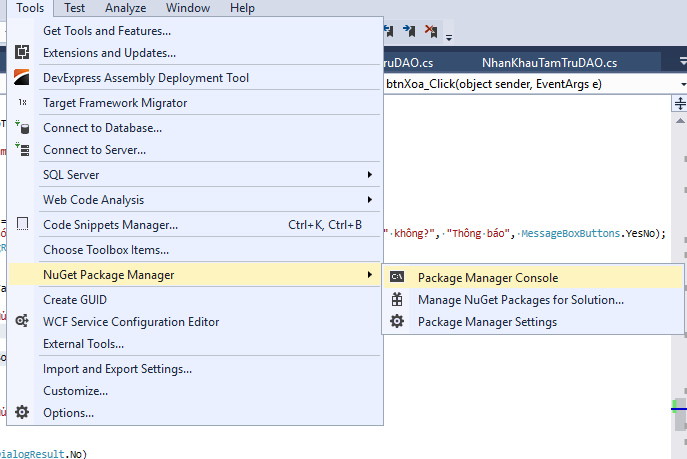 Tools Test Analyze Window Help
Get Tools and Features...
Extensions and Updates...
TruDAO.cs NhanKhauTamTruDAO.cs
DevExpress Assembly Deployment Tool
btnXoa_Click(object sender, EventArgs e)
Target Framework Migrator
Connect to Database...
Connect to Server...
SQL Server
Web Code Analysis
Code Snippets Manager... Ctrl+K, Ctrl+B
" không?", "Thông báo", MessageBoxButtons.YesNo);
Choose Toolbox Items...
NuGet Package Manager
Package Manager Console
Create GUID
Manage NuGet Packages for Solution...
WCF Service Configuration Editor
Package Manager Settings
External Tools...
Import and Export Settings...
Customize...
Options...
DialogResult.No)